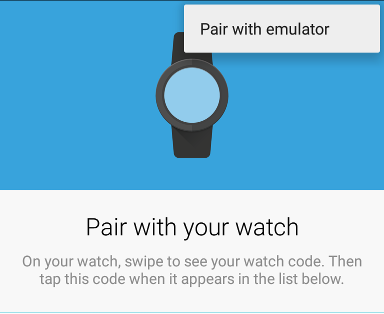 Pair with emulator
Pair with your watch
On your watch, swipe to see your watch code. Then
tap this code when it appears in the list below.